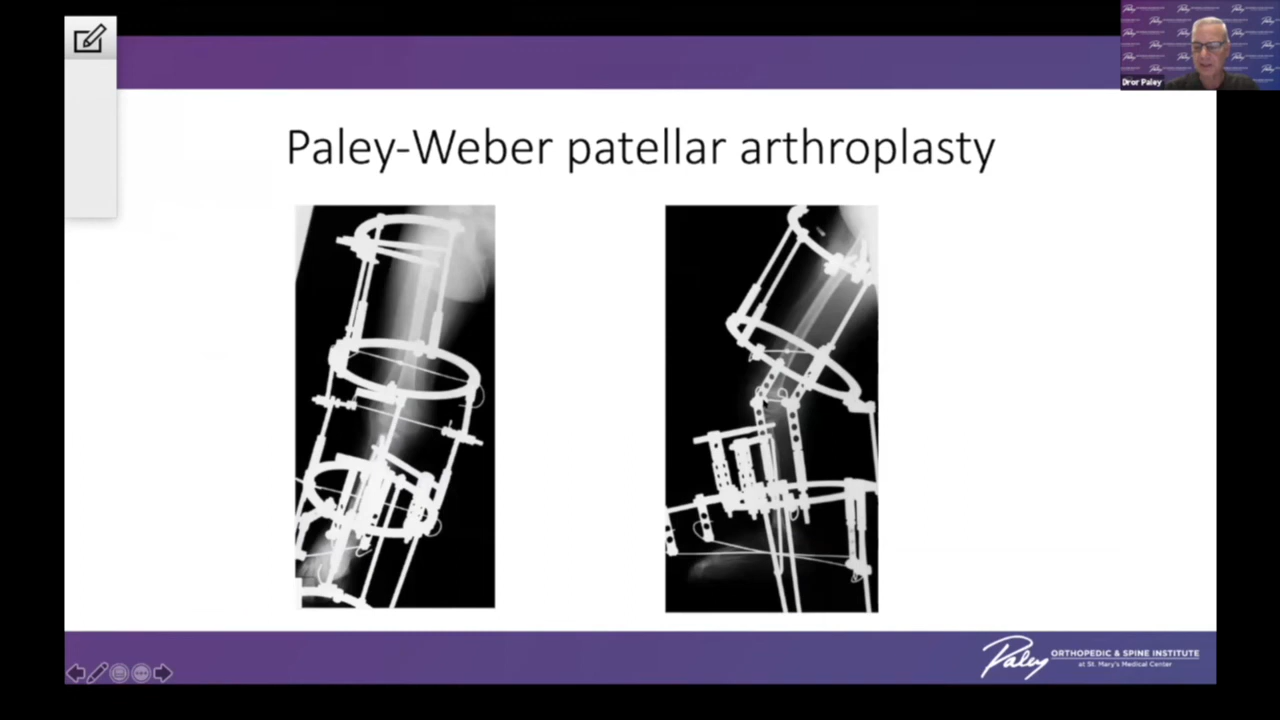 Paley-Weber patellar arthroplasty
Dror Paley
Paley
ORTHOPEDIC & SPINE INSTITUTE
at St. Mary's Medical Center